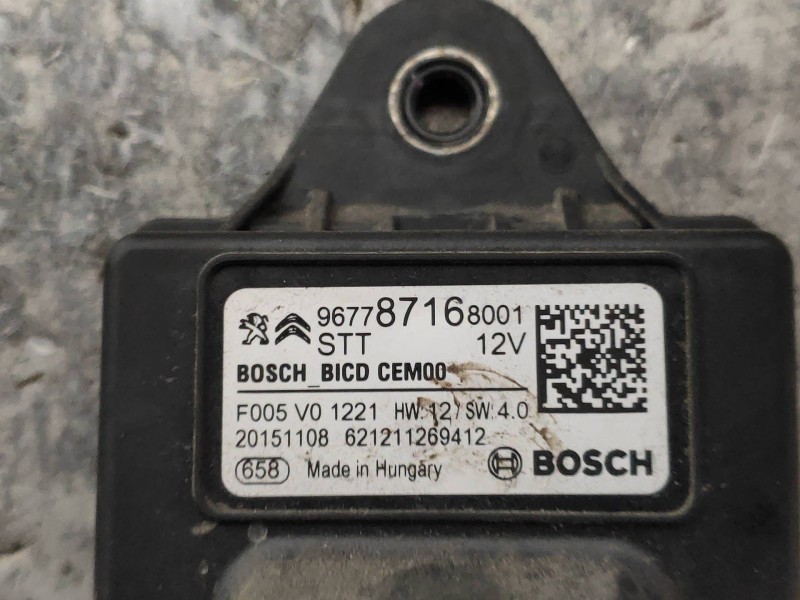 96778716 8001
STT 12V
BOSCH_BICD CEM00
F005 V0 1221 HW: 12 / SW: 4.0
20151108 621211269412
658 Made in Hungary BOSCH